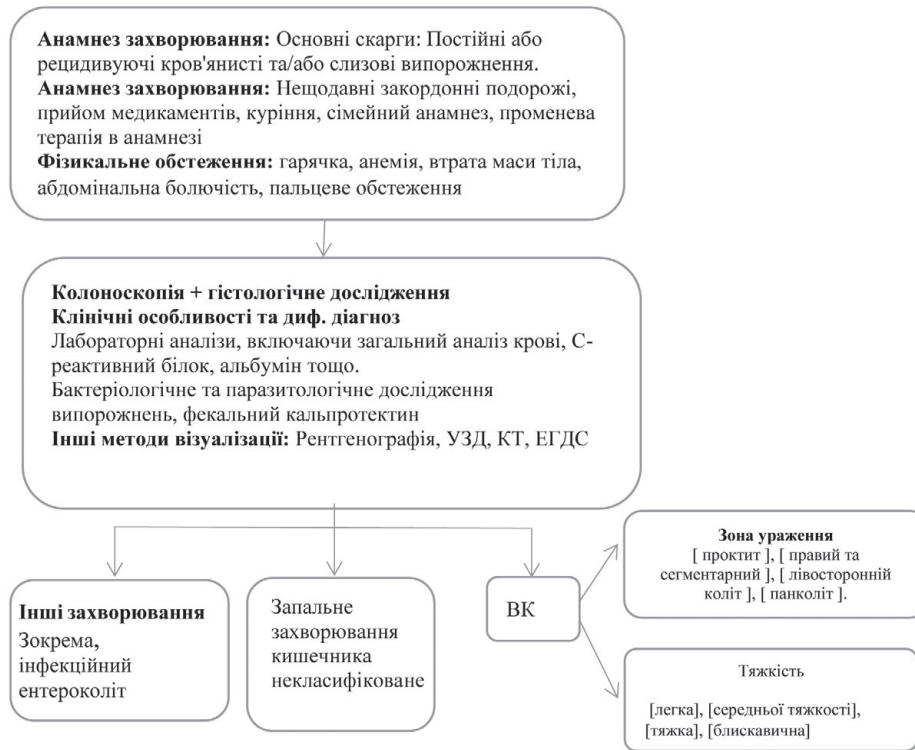 Анамнез захворювання: Основні скарги: Постійні або
рецидивуючі кров'янисті та/або слизові випорожнення.
Анамнез захворювання: Нещодавні закордонні подорожі,
прийом медикаментів, куріння, сімейний анамнез, променева
терапія в анамнезі
Фізикальне обстеження: гарячка, анемія, втрата маси тіла,
абдомінальна болючість, пальцеве обстеження
Колоноскопія + гістологічне дослідження
Клінічні особливості та диф. діагноз
Лабораторні аналізи, включаючи загальний аналіз крові, С-
реактивний білок, альбумін тощо.
Бактеріологічне та паразитологічне дослідження
випорожнень, фекальний кальпротектин
Інші методи візуалізації: Рентгенографія, УЗД, КТ, ЕГДС
Інші захворювання
Зокрема,
інфекційний
ентероколіт
Запальне
захворювання
кишечника
некласифіковане
ВК
Зона ураження
[ проктит ], [ правий та
сегментарний ], [ лівосторонній
коліт ], [ панколіт ].
Тяжкість
[легка], [середньої тяжкості],
[тяжка], [блискавична]